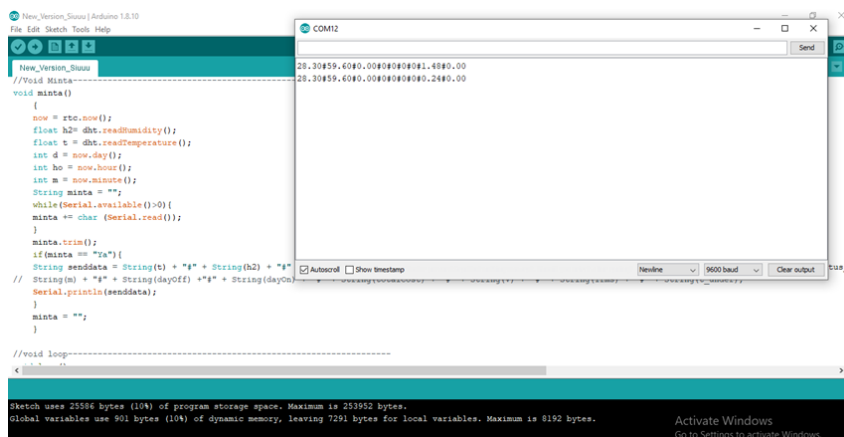 New_Version_Siuuu | Arduino 1.8.10
File Edit Sketch Tools Help
New_Version_Siuuu
//Void Minta
void minta()
{
now = rtc.now();
float h2= dht.readHumidity();
float t = dht.readTemperature();
int d = now.day();
int ho = now.hour();
int m = now.minute();
String minta = "";
while(Serial.available()>0){
minta += char (Serial.read());
}
minta.trim();
if(minta == "Ya"){
String senddata = String(t) + "#" + String(h2) + "#"
// String(m) + "#" + String(dayOff) +"#" + String(dayOn)
Serial.println(senddata);
}
minta = "";
}
//void loop-----------------------------------------------------------------
COM12
Send
28.30#59.60#0.00#0#0#0#0#1.48#0.00
28.30#59.60#0.00#0#0#0#0#0.24#0.00
Autoscroll Show timestamp
Newline
9600 baud
Clear output
Sketch uses 25586 bytes (10%) of program storage space. Maximum is 253952 bytes.
Global variables use 901 bytes (10%) of dynamic memory, leaving 7291 bytes for local variables. Maximum is 8192 bytes.
Activate Windows
Go to Settings to activate Windows.